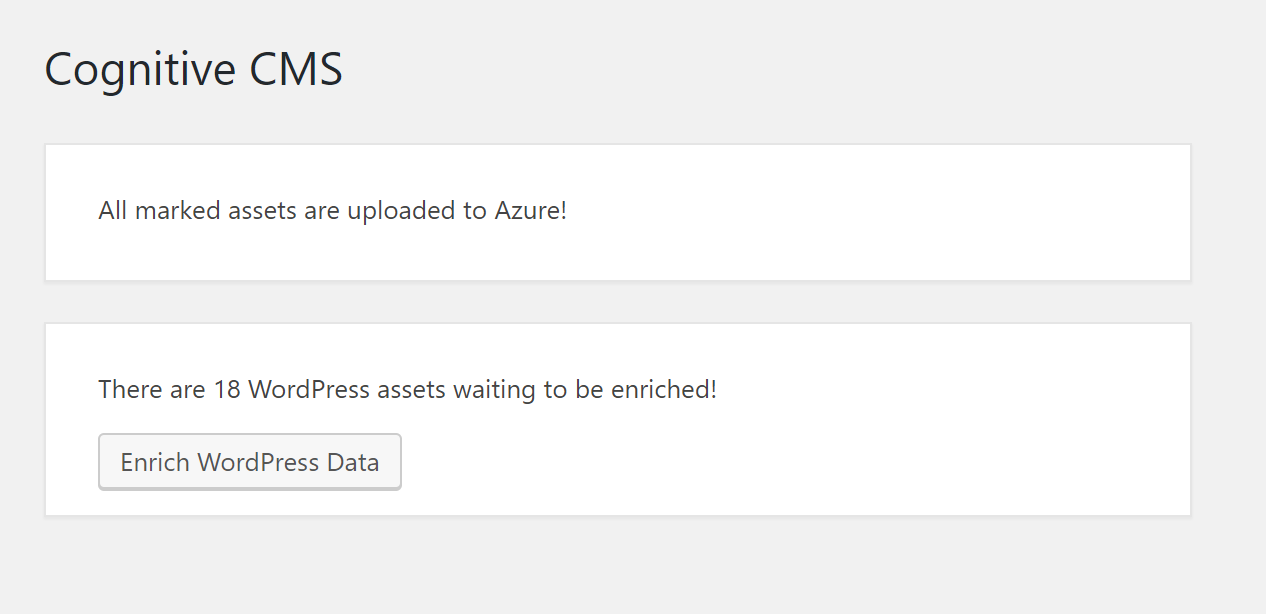 Cognitive CMS
All marked assets are uploaded to Azure!
There are 18 WordPress assets waiting to be enriched!
Enrich WordPress Data